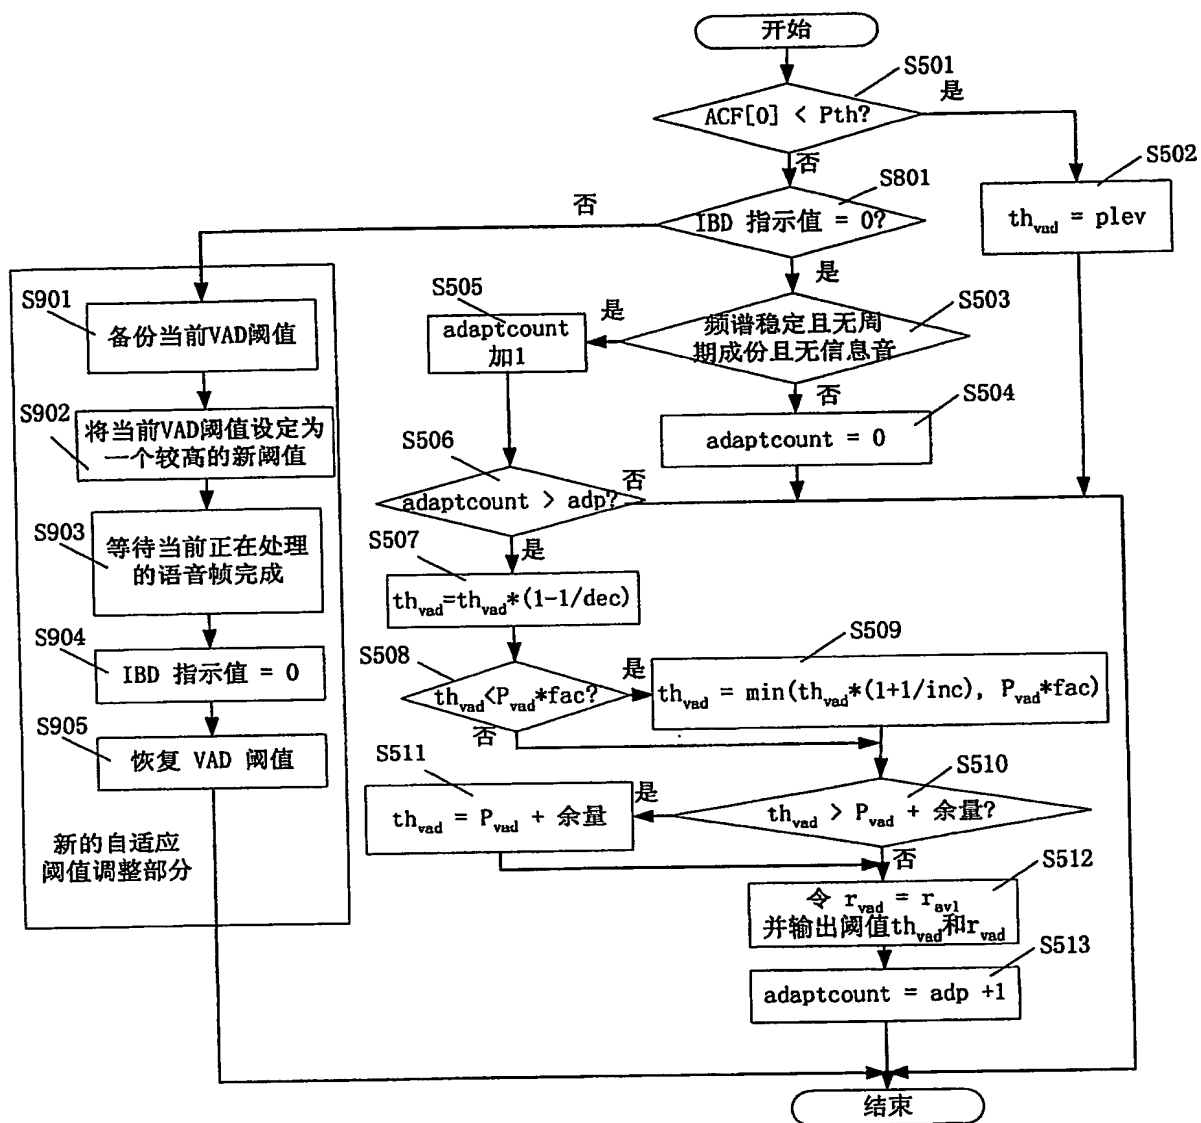 开始
S501
是
ACF[0] < Pth?
否
S801
S502
否
IBD 指示值 = 0?
th_vad = plev
是
S901
备份当前VAD阈值
S505
是
adaptcount
加1
S503
频谱稳定且无周
期成份且无信息音
否
S504
adaptcount = 0
S902
将当前VAD阈值设定为
一个较高的新阈值
S506
adaptcount > adp?
否
是
S903
等待当前正在处理
的语音帧完成
S507
th_vad=th_vad*(1-1/dec)
S904
IBD 指示值 = 0
S508
th_vad<P_vad*fac?
是
否
S509
th_vad = min(th_vad*(1+1/inc), P_vad*fac)
S905
恢复 VAD 阈值
S511
th_vad = P_vad + 余量
是
S510
th_vad > P_vad + 余量?
否
新的自适应
阈值调整部分
S512
令 r_vad = r_av1
并输出阈值th_vad和r_vad
S513
adaptcount = adp +1
结束